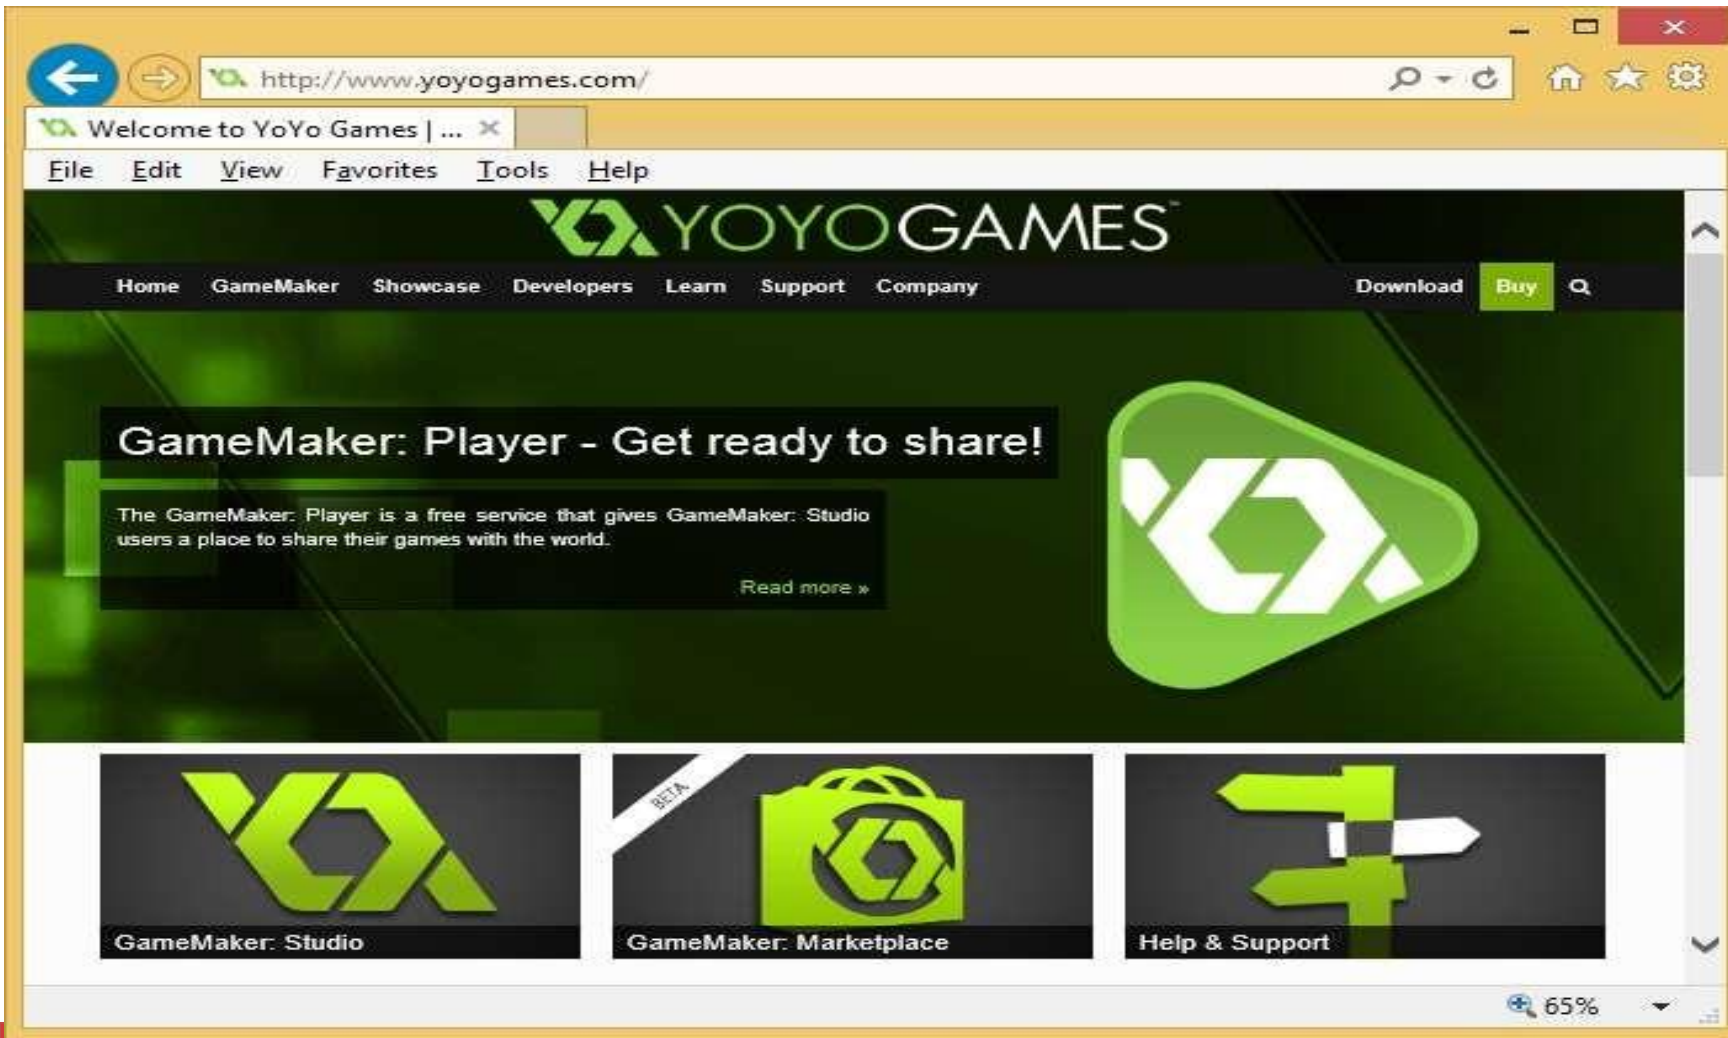 http://www.yoyogames.com/
Welcome to YoYo Games | ...
File Edit View Favorites Tools Help
YOYOGAMES™
Home GameMaker Showcase Developers Learn Support Company Download Buy
GameMaker: Player - Get ready to share!
The GameMaker: Player is a free service that gives GameMaker: Studio
users a place to share their games with the world.
Read more »
BETA
GameMaker: Studio GameMaker: Marketplace Help & Support
65%